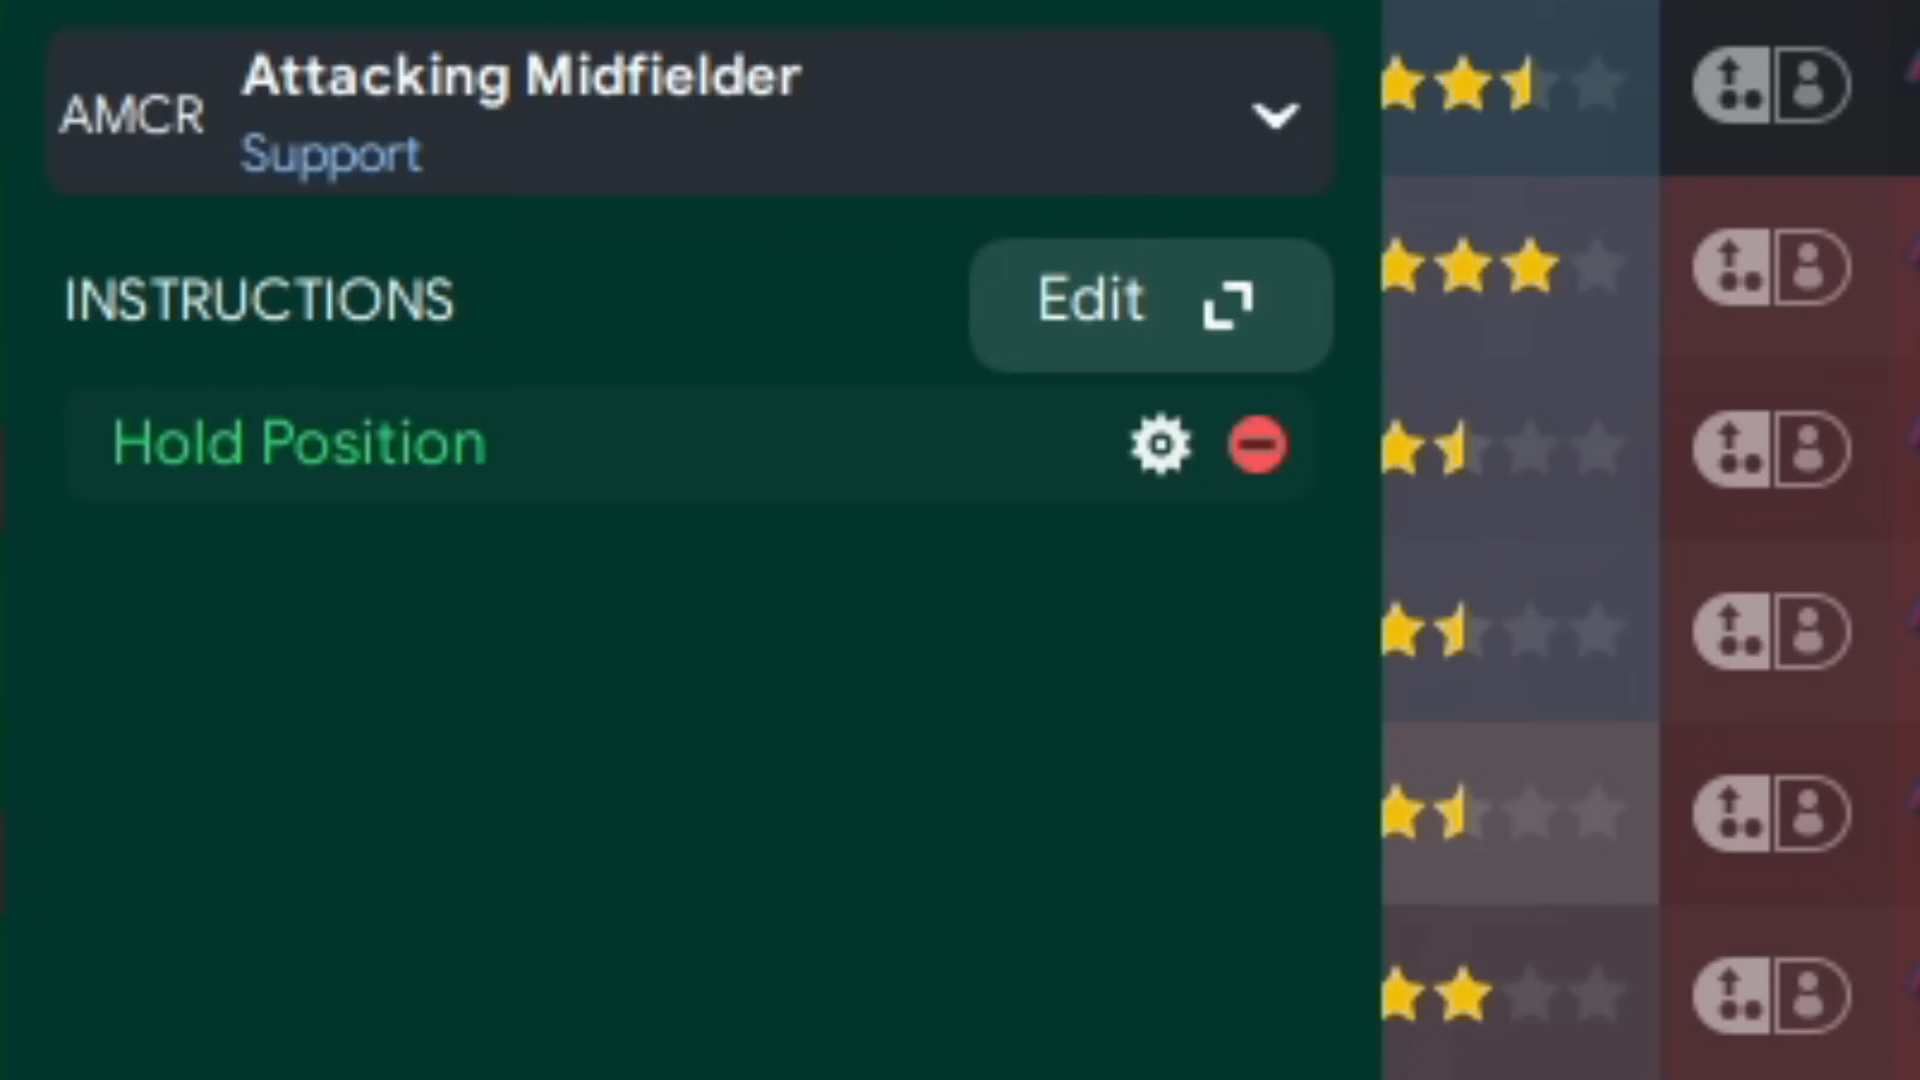 Attacking Midfielder
AMCR
Support
INSTRUCTIONS
Edit
Hold Position